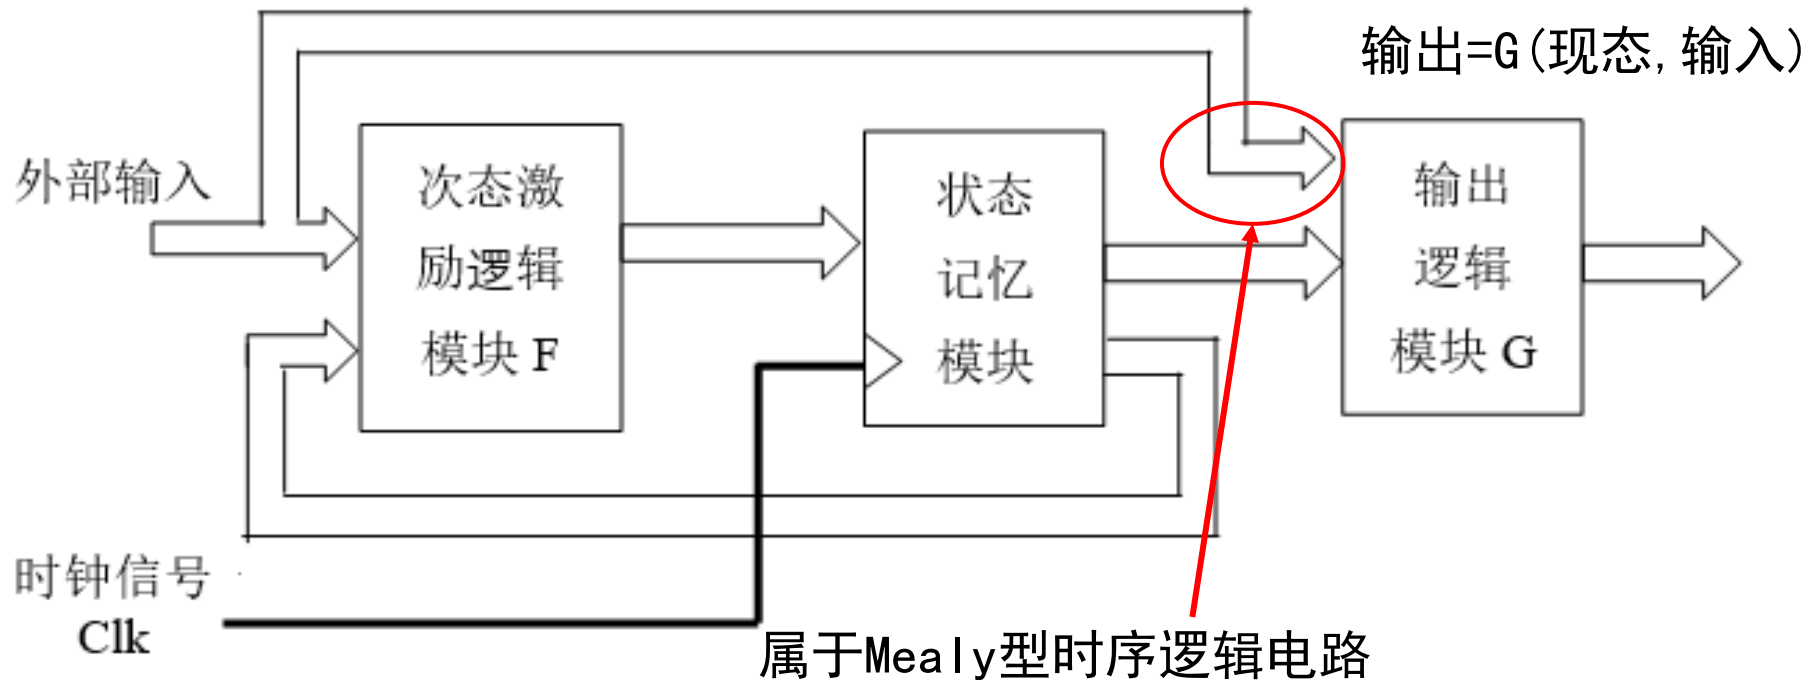 输出=G(现态,输入)
外部输入
次态激
励逻辑
模块 F
状态
记忆
模块
输出
逻辑
模块 G
时钟信号
Clk
属于Mealy型时序逻辑电路